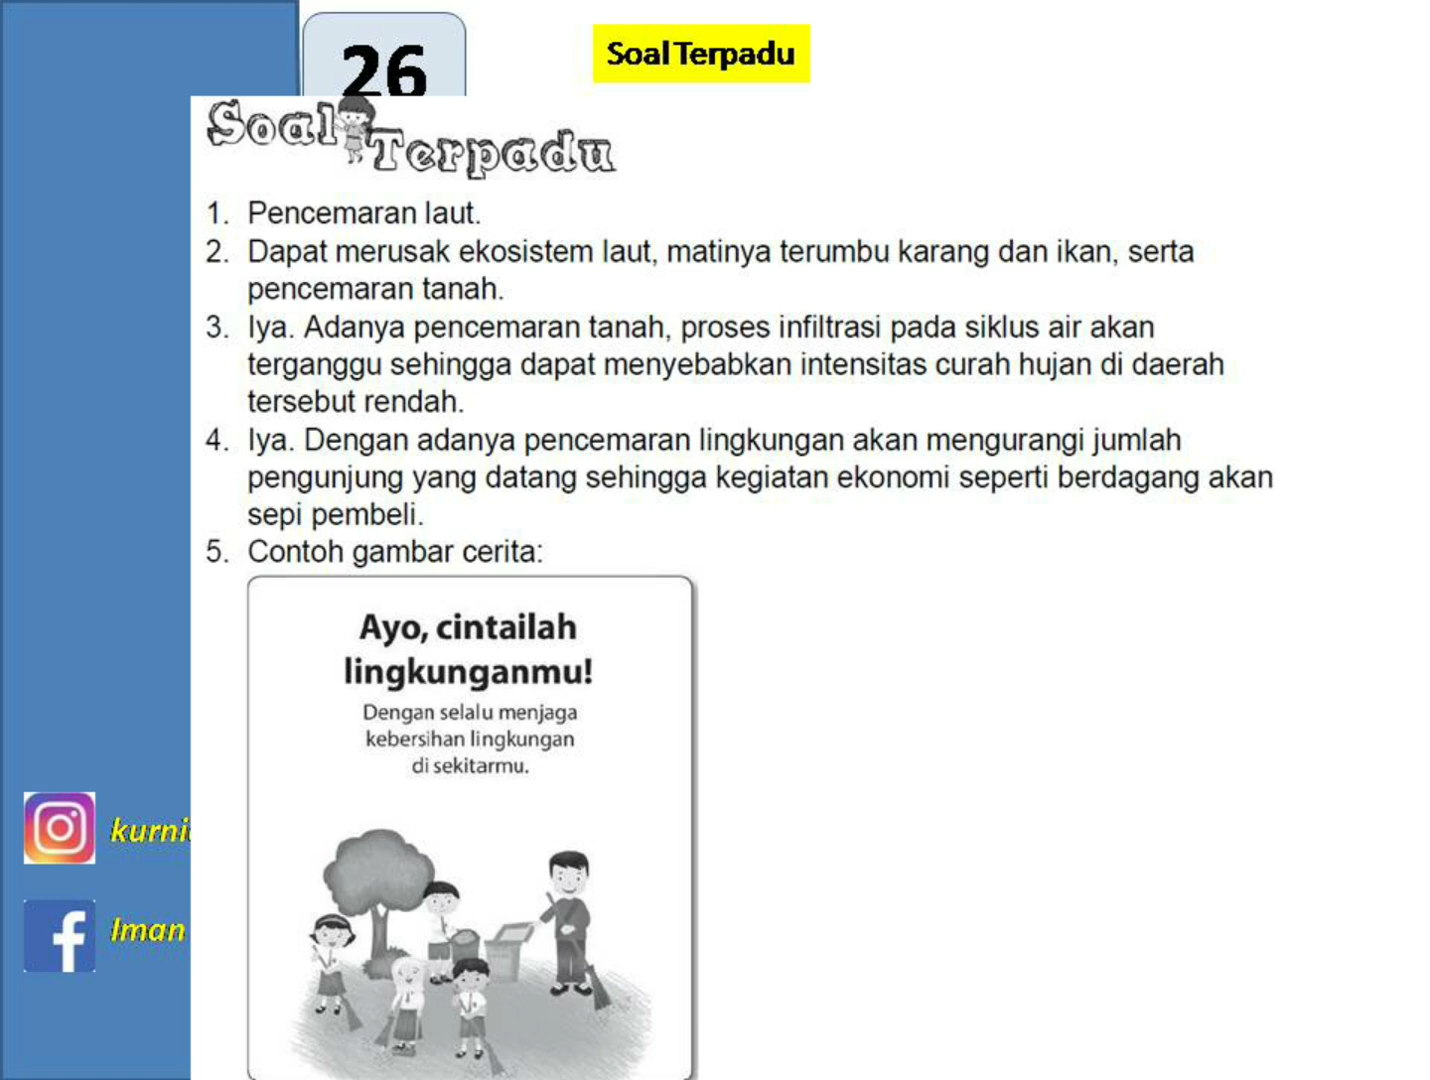 26
Soal Terpadu
Soal Terpadu
1. Pencemaran laut.
2. Dapat merusak ekosistem laut, matinya terumbu karang dan ikan, serta
pencemaran tanah.
3. Iya. Adanya pencemaran tanah, proses infiltrasi pada siklus air akan
terganggu sehingga dapat menyebabkan intensitas curah hujan di daerah
tersebut rendah.
4. Iya. Dengan adanya pencemaran lingkungan akan mengurangi jumlah
pengunjung yang datang sehingga kegiatan ekonomi seperti berdagang akan
sepi pembeli.
5. Contoh gambar cerita:
Ayo, cintailah
lingkunganmu!
Dengan selalu menjaga
kebersihan lingkungan
di sekitarmu.
Iman